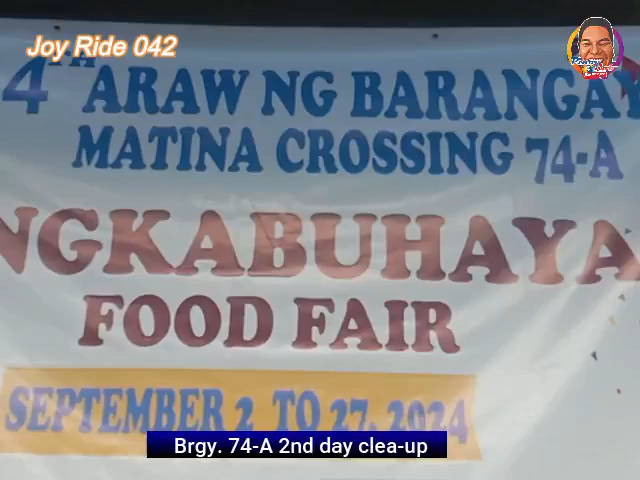 Joy Ride 042
4TH ARAW NG BARANGAY
MATINA CROSSING 74-A
NGKABUHAYA
FOOD FAIR
SEPTEMBER 2 TO 27, 2024
Brgy. 74-A 2nd day clea-up